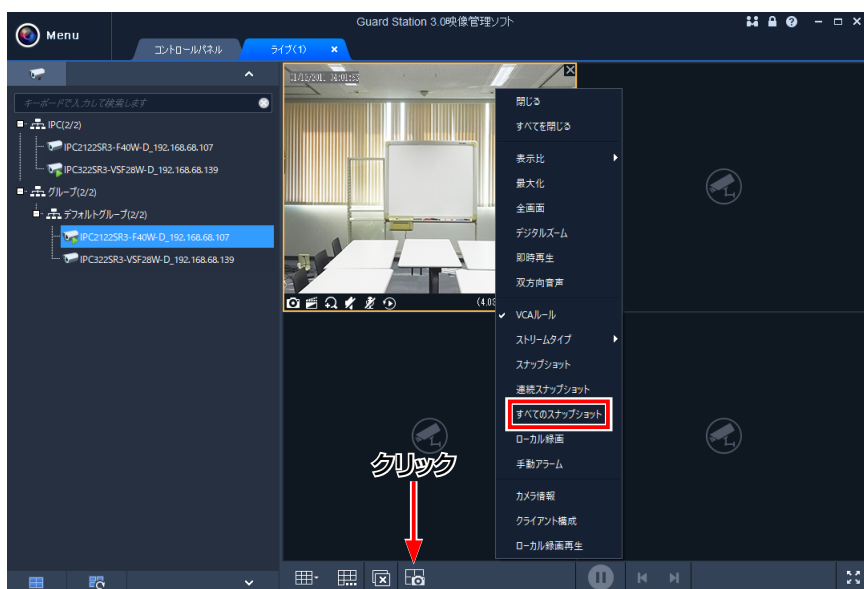 Guard Station 3.0映像管理ソフト
Menu
コントロールパネル
ライブ(1)
キーボードで入力して検索します
IPC(2/2)
IPC2122SR3-F40W-D_192.168.68.107
IPC322SR3-VSF28W-D_192.168.68.139
グループ(2/2)
デフォルトグループ(2/2)
IPC2122SR3-F40W-D_192.168.68.107
IPC322SR3-VSF28W-D_192.168.68.139
閉じる
すべてを閉じる
表示比
最大化
全画面
デジタルズーム
即時再生
双方向音声
VCAルール
ストリームタイプ
スナップショット
連続スナップショット
すべてのスナップショット
ローカル録画
手動アラーム
カメラ情報
クライアント構成
ローカル録画再生
クリック